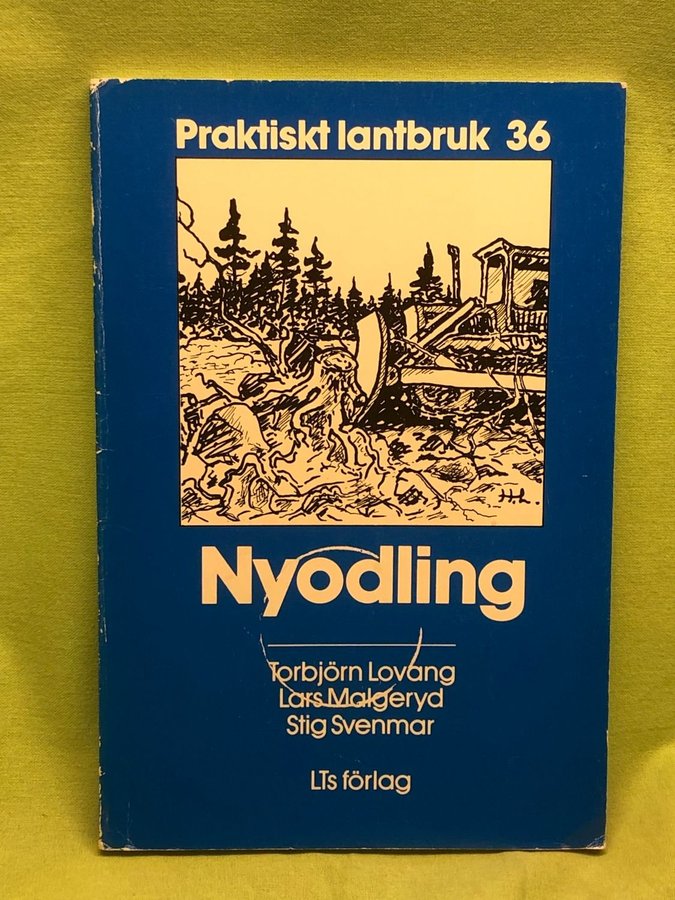 Praktiskt lantbruk 36
H.L.
Nyodling
Torbjörn Lovang
Lars Malgeryd
Stig Svenmar
LTs förlag